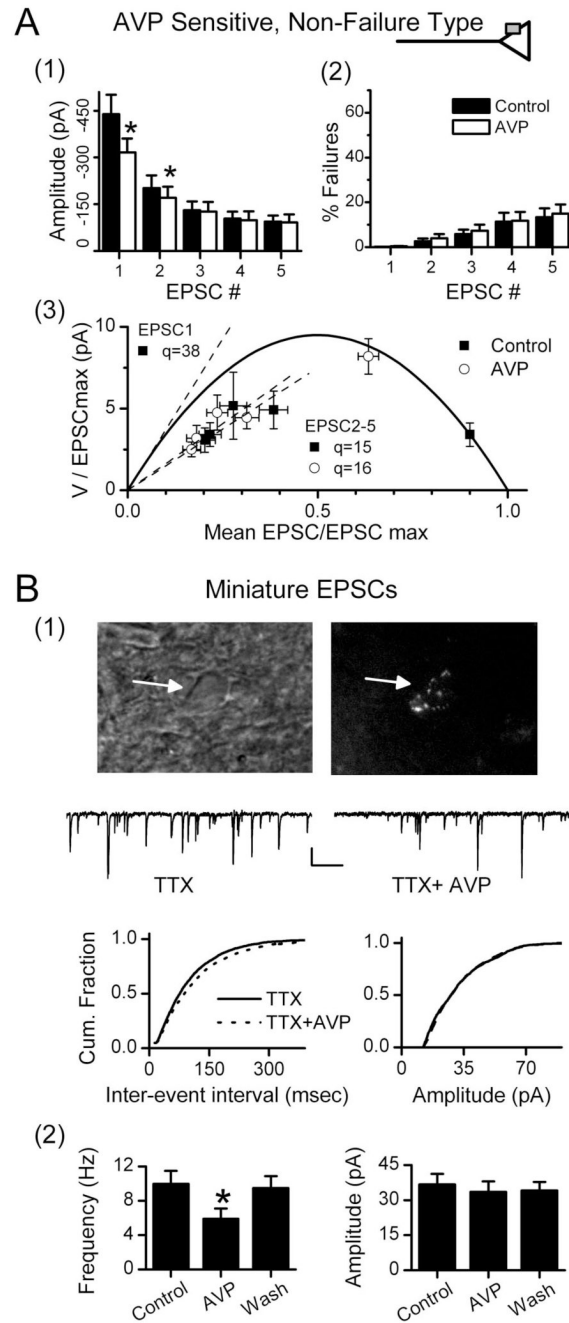 A AVP Sensitive, Non-Failure Type
(1)
Amplitude (pA)
-450
-300
-150
0
*
*
1 2 3 4 5
EPSC #
(2)
% Failures
60
40
20
0
Control
AVP
1 2 3 4 5
EPSC #
(3)
V / EPSCmax (pA)
10
5
0
EPSC1
q=38
Control
AVP
EPSC2-5
q=15
q=16
0.0 0.5 1.0
Mean EPSC/EPSC max
B Miniature EPSCs
(1)
TTX TTX+ AVP
Cum. Fraction
1.0
0.5
0.0
TTX
TTX+AVP
150 300
Inter-event interval (msec)
1.0
0.5
0.0
0 35 70
Amplitude (pA)
(2)
Frequency (Hz)
12
8
4
0
*
Control AVP Wash
Amplitude (pA)
45
30
15
0
Control AVP Wash